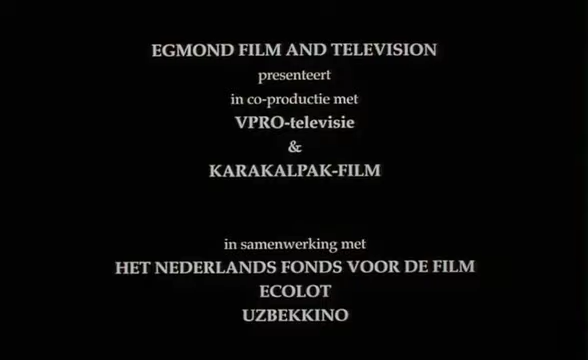 EGMOND FILM AND TELEVISION
presenteert
in co-productie met
VPRO-televisie
&
KARAKALPAK-FILM
in samenwerking met
HET NEDERLANDS FONDS VOOR DE FILM
ECOLOT
UZBEKKINO